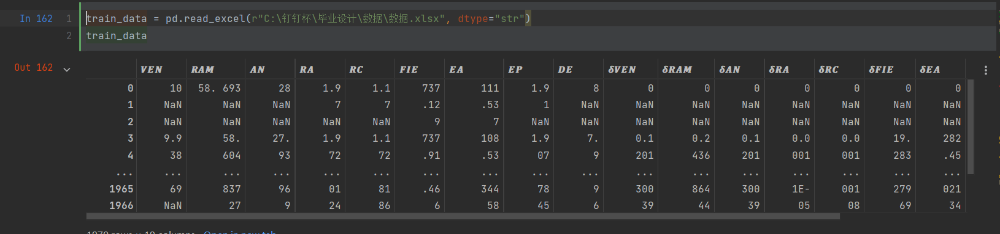 In 162 1 train_data = pd.read_excel(r"C:\钉钉杯\毕业设计\数据\数据.xlsx", dtype="str")
2 train_data
Out 162
VEN RAM AN RA RC FIE EA EP DE δVEN δRAM δAN δRA δRC δFIE δEA
0 10 58. 693 28 1.9 1.1 737 111 1.9 8 0 0 0 0 0 0 0
1 NaN NaN NaN 7 7 .12 .53 1 NaN NaN NaN NaN NaN NaN NaN NaN
2 NaN NaN NaN NaN NaN 9 7 NaN NaN NaN NaN NaN NaN NaN NaN NaN
3 9.9 58. 27. 1.9 1.1 737 108 1.9 7. 0.1 0.2 0.1 0.0 0.0 19. 282
4 38 604 93 72 72 .91 .53 07 9 201 436 201 001 001 283 .45
... ... ... ... ... ... ... ... ... ... ... ... ... ... ... ... ...
1965 69 837 96 01 81 .46 344 78 9 300 864 300 1E- 001 279 021
1966 NaN 27 9 24 86 6 58 45 6 39 44 39 05 08 69 34